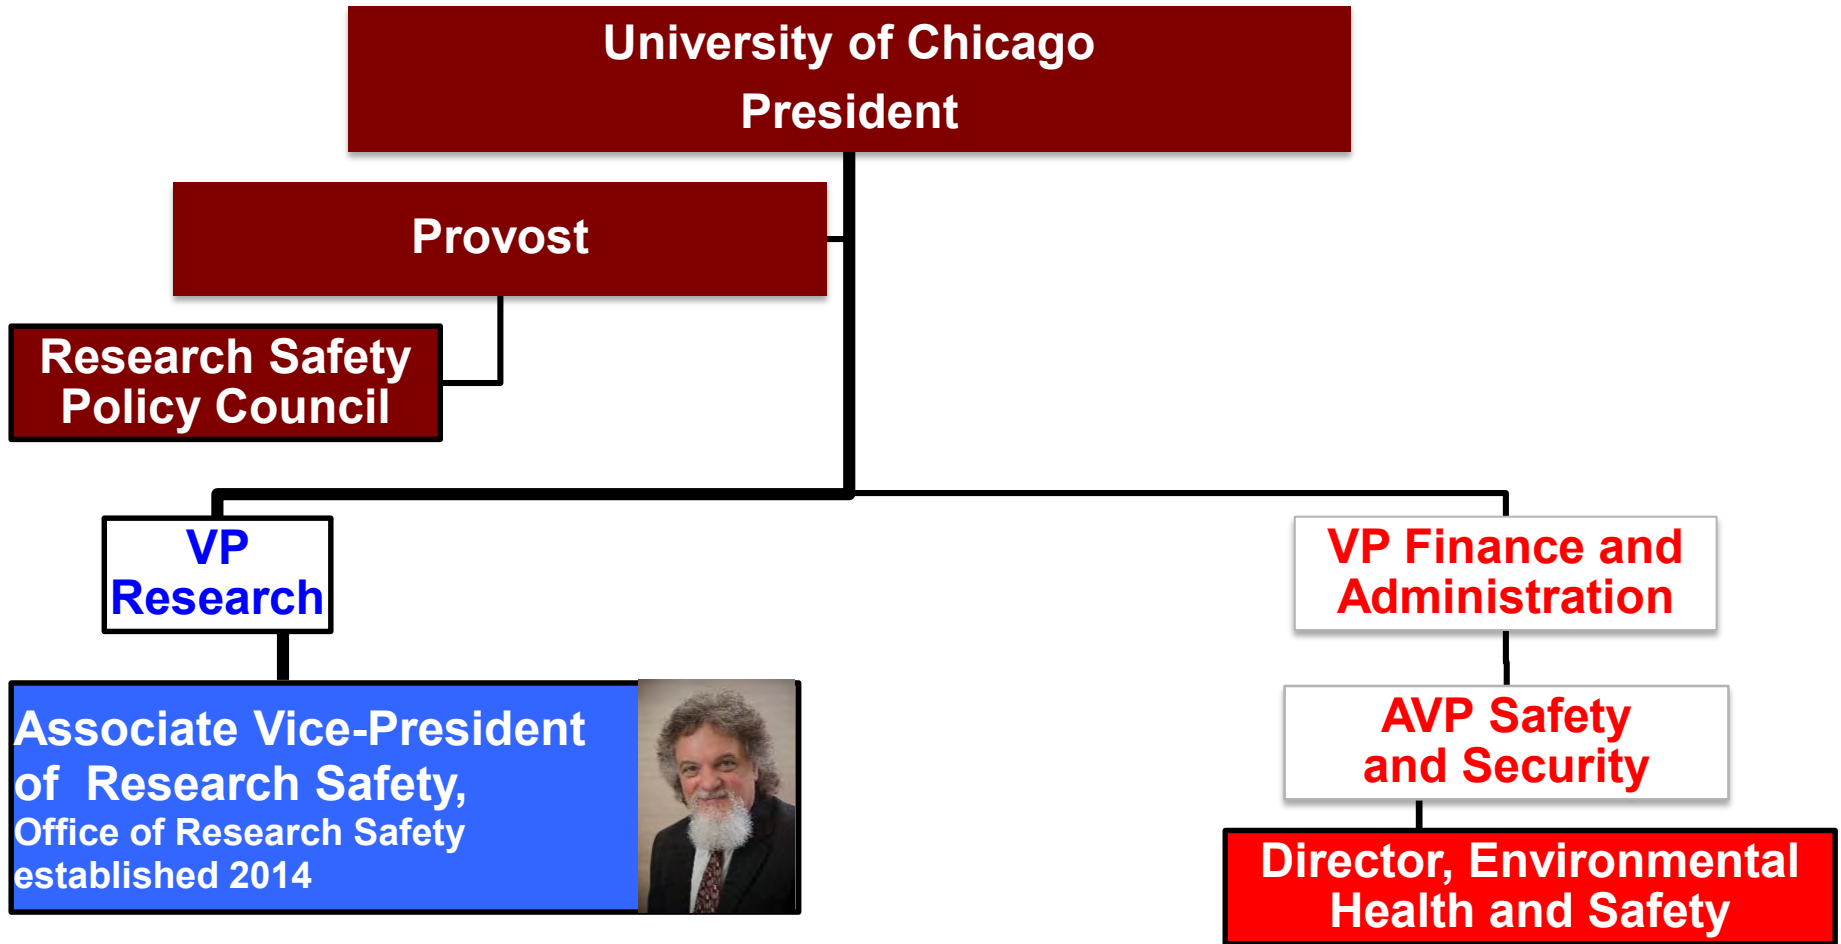 University of Chicago
President
Provost
Research Safety
Policy Council
VP
Research
VP Finance and
Administration
Associate Vice-President
of  Research Safety,
Office of Research Safety
established 2014
AVP Safety
and Security
Director, Environmental
Health and Safety